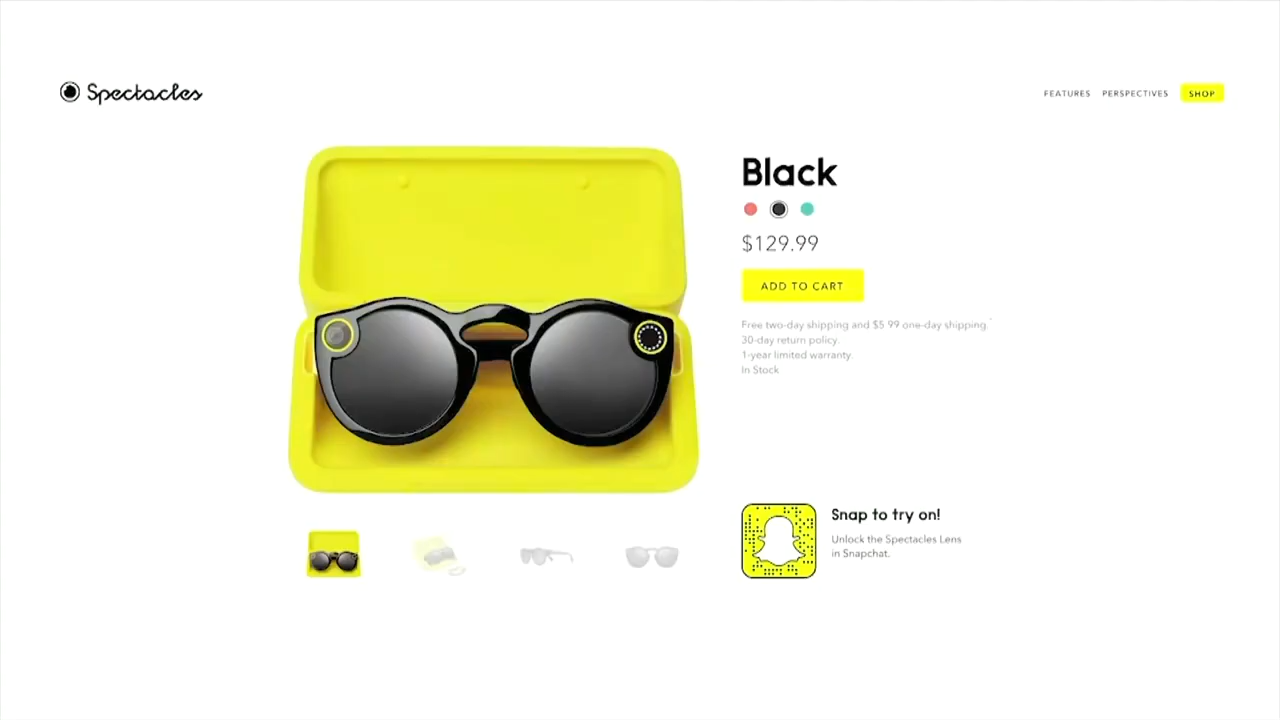 Spectacles
FEATURES PERSPECTIVES SHOP
Black
$129.99
ADD TO CART
Free two-day shipping and $5 99 one-day shipping.
30-day return policy.
1-year limited warranty.
In Stock
Snap to try on!
Unlock the Spectacles Lens
in Snapchat.